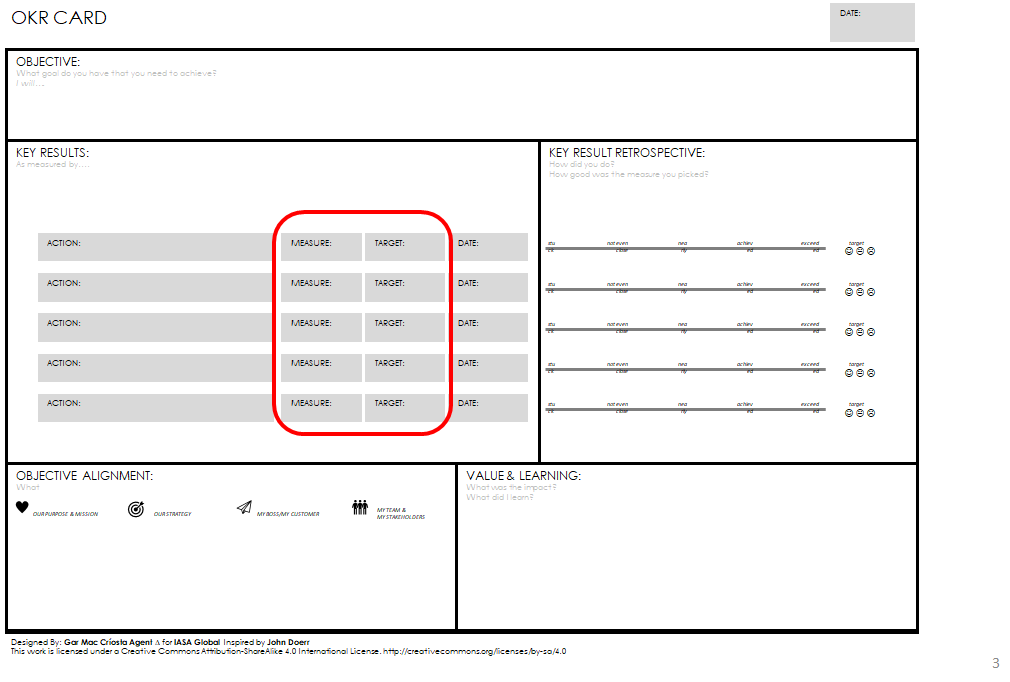 OKR CARD
DATE:
OBJECTIVE:
What goal do you have that you need to achieve?
I will....
KEY RESULTS:
As measured by....
ACTION: MEASURE: TARGET: DATE:
ACTION: MEASURE: TARGET: DATE:
ACTION: MEASURE: TARGET: DATE:
ACTION: MEASURE: TARGET: DATE:
ACTION: MEASURE: TARGET: DATE:
KEY RESULT RETROSPECTIVE:
How did you do?
How good was the measure you picked?
stu not even nea achiev exceed target
ck close rly ed ed
stu not even nea achiev exceed target
ck close rly ed ed
stu not even nea achiev exceed target
ck close rly ed ed
stu not even nea achiev exceed target
ck close rly ed ed
stu not even nea achiev exceed target
ck close rly ed ed
OBJECTIVE ALIGNMENT:
What
OUR PURPOSE & MISSION
OUR STRATEGY
MY BOSS/MY CUSTOMER
MY TEAM &
MY STAKEHOLDERS
VALUE & LEARNING:
What was the impact?
What did I learn?
Designed By: Gar Mac Críosta Agent Δ for IASA Global Inspired by John Doerr
This work is licensed under a Creative Commons Attribution-ShareAlike 4.0 International License. http://creativecommons.org/licenses/by-sa/4.0
3